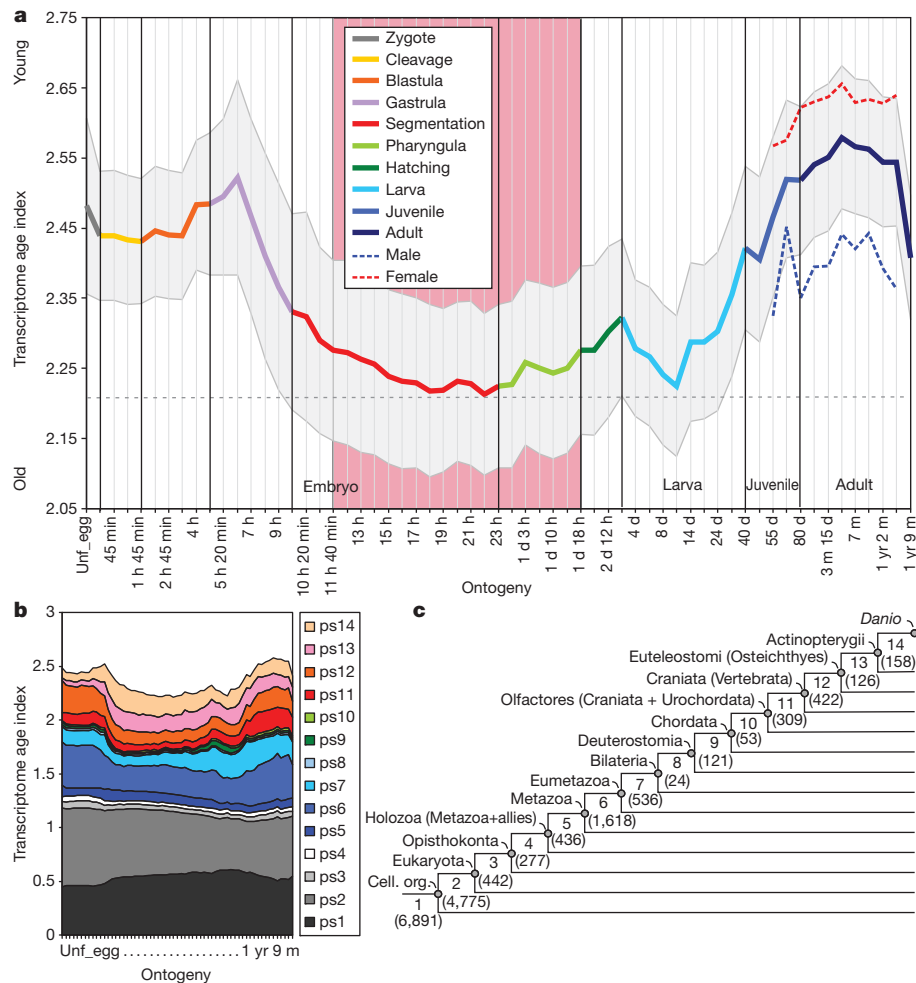 a
2.75
2.65
2.55
2.45
2.35
2.25
2.15
2.05
Young
Transcriptome age index
Old
Zygote
Cleavage
Blastula
Gastrula
Segmentation
Pharyngula
Hatching
Larva
Juvenile
Adult
Male
Female
Embryo
Larva
Juvenile
Adult
Unf_egg
45 min
1 h 45 min
2 h 45 min
4 h
5 h 20 min
7 h
9 h
10 h 20 min
11 h 40 min
13 h
15 h
17 h
19 h
21 h
23 h
1 d 3 h
1 d 10 h
1 d 18 h
2 d 12 h
4 d
8 d
14 d
24 d
40 d
55 d
80 d
3 m 15 d
7 m
1 yr 2 m
1 yr 9 m
Ontogeny
b
3
2.5
2
1.5
1
0.5
0
Transcriptome age index
ps14
ps13
ps12
ps11
ps10
ps9
ps8
ps7
ps6
ps5
ps4
ps3
ps2
ps1
Unf_egg .................. 1 yr 9 m
Ontogeny
c
Danio
Actinopterygii
14
(158)
Euteleostomi (Osteichthyes)
13
(126)
Craniata (Vertebrata)
12
(422)
Olfactores (Craniata + Urochordata)
11
(309)
Chordata
10
(53)
Deuterostomia
9
(121)
Bilateria
8
(24)
Eumetazoa
7
(536)
Metazoa
6
(1,618)
Holozoa (Metazoa+allies)
5
(436)
Opisthokonta
4
(277)
Eukaryota
3
(442)
Cell. org.
2
(4,775)
1
(6,891)